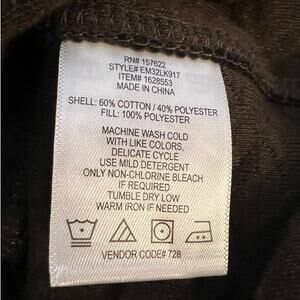 RN# 157622
STYLE# EM32LK917
ITEM# 1628553
MADE IN CHINA
SHELL: 60% COTTON / 40% POLYESTER
FILL: 100% POLYESTER
MACHINE WASH COLD
WITH LIKE COLORS,
DELICATE CYCLE
USE MILD DETERGENT
ONLY NON-CHLORINE BLEACH
IF REQUIRED
TUMBLE DRY LOW
WARM IRON IF NEEDED
VENDOR CODE# 728